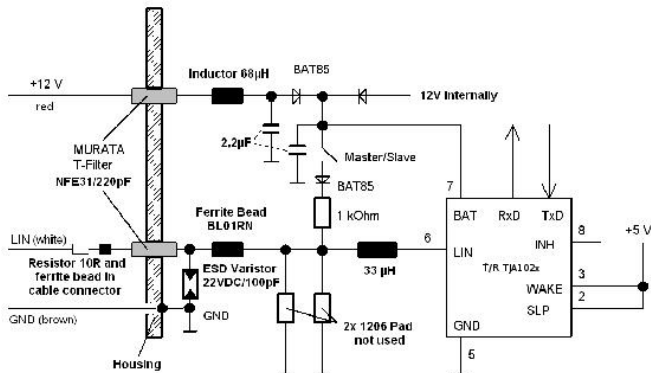 Inductor 68µH
BAT85
+12 V
red
12V Internally
MURATA
T-Filter
NFE31/220pF
2,2µF
Master/Slave
BAT85
7
Ferrite Bead
BL01RN
1 kOhm
BAT
RxD
TxD
+5 V
LIN (white)
6
LIN
INH
8
Resistor 10R and
ferrite bead in
cable connector
ESD Varistor
22VDC/100pF
33 µH
T/R TJA102x
3
WAKE
2
SLP
GND (brown)
GND
2x 1206 Pad
not used
GND
5
Housing